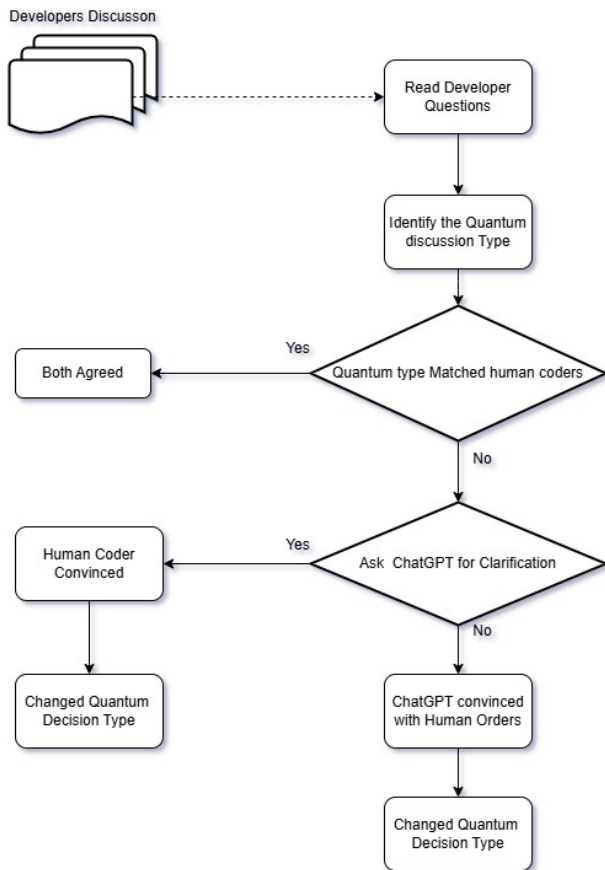 Developers Discusson
Read Developer
Questions
Identify the Quantum
discussion Type
Yes
Both Agreed
Quantum type Matched human coders
No
Yes
Human Coder
Convinced
Ask ChatGPT for Clarification
No
Changed Quantum
Decision Type
ChatGPT convinced
with Human Orders
Changed Quantum
Decision Type